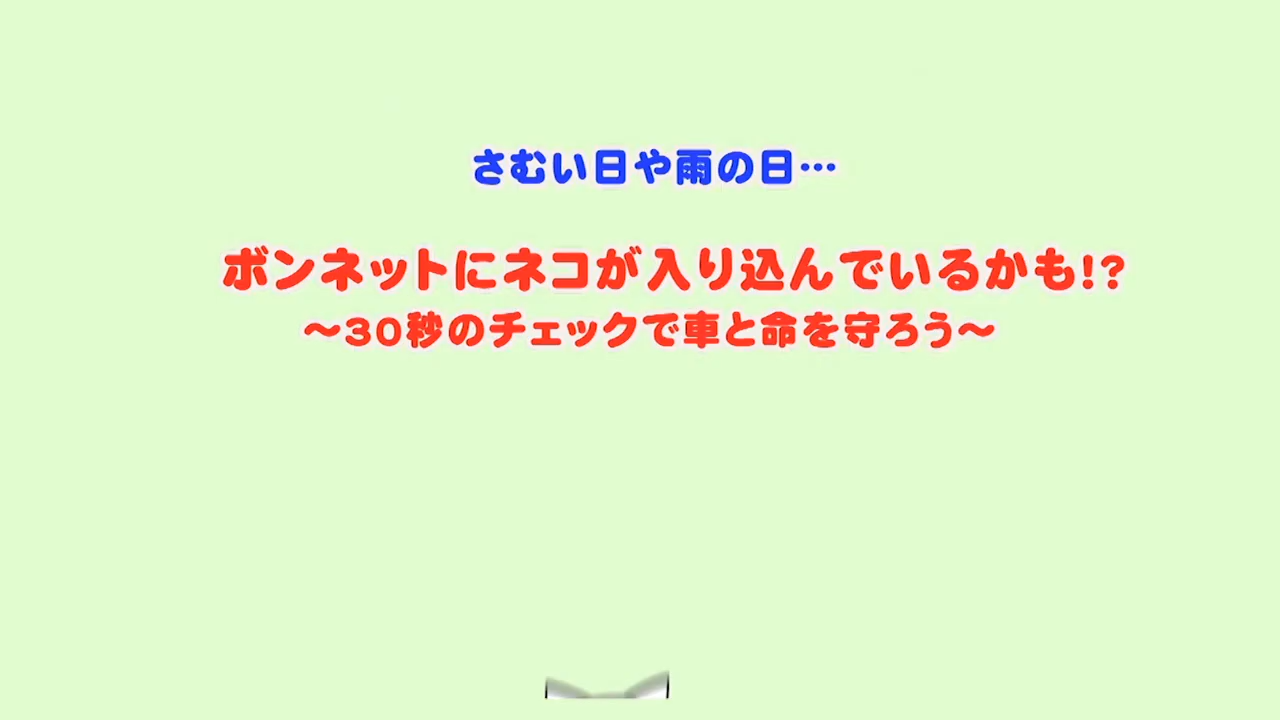 さむい日や雨の日…
ボンネットにネコが入り込んでいるかも!?
～30秒のチェックで車と命を守ろう～